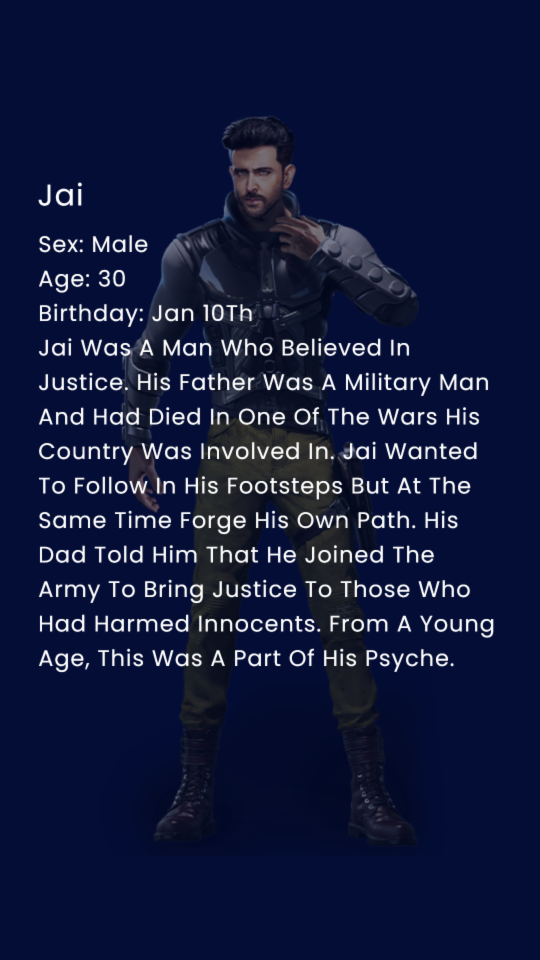 Jai
Sex: Male
Age: 30
Birthday: Jan 10Th
Jai Was A Man Who Believed In
Justice. His Father Was A Military Man
And Had Died In One Of The Wars His
Country Was Involved In. Jai Wanted
To Follow In His Footsteps But At The
Same Time Forge His Own Path. His
Dad Told Him That He Joined The
Army To Bring Justice To Those Who
Had Harmed Innocents. From A Young
Age, This Was A Part Of His Psyche.